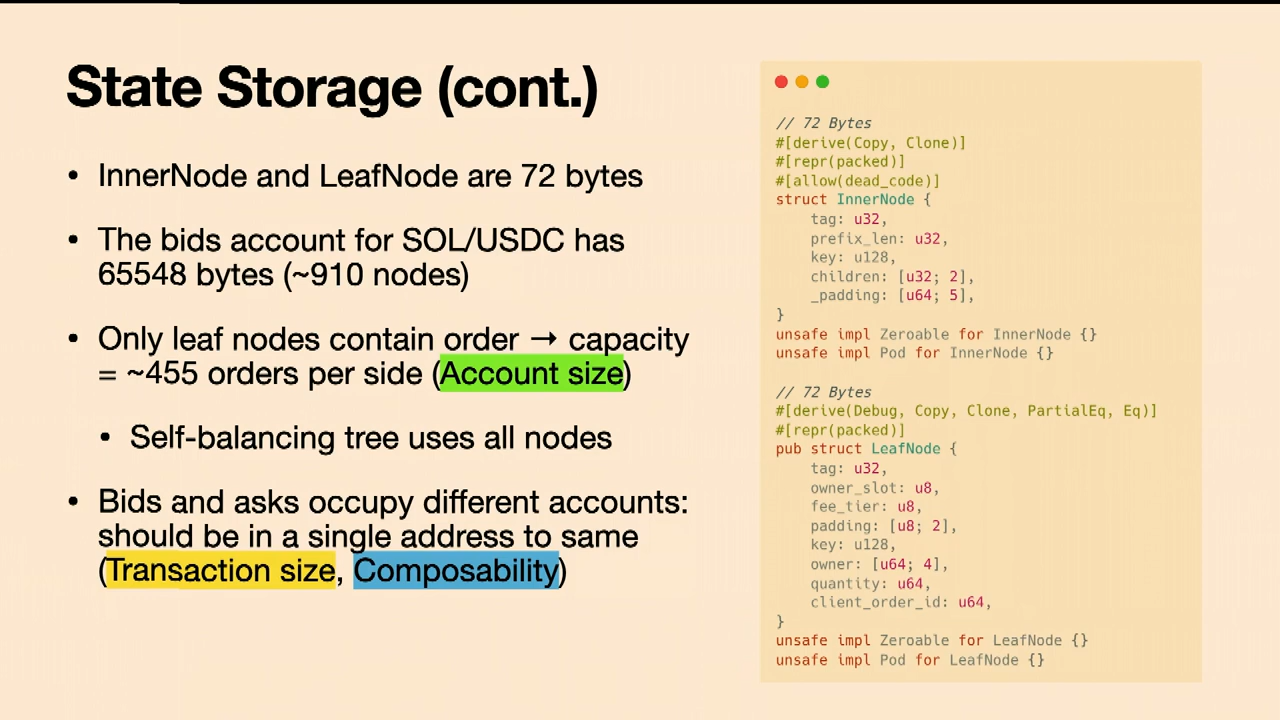 State Storage (cont.)
• InnerNode and LeafNode are 72 bytes
• The bids account for SOL/USDC has
65548 bytes (~910 nodes)
• Only leaf nodes contain order → capacity
= ~455 orders per side (Account size)
• Self-balancing tree uses all nodes
• Bids and asks occupy different accounts:
should be in a single address to same
(Transaction size, Composability)
// 72 Bytes
#[derive(Copy, Clone)]
#[repr(packed)]
#[allow(dead_code)]
struct InnerNode {
    tag: u32,
    prefix_len: u32,
    key: u128,
    children: [u32; 2],
    _padding: [u64; 5],
}
unsafe impl Zeroable for InnerNode {}
unsafe impl Pod for InnerNode {}
// 72 Bytes
#[derive(Debug, Copy, Clone, PartialEq, Eq)]
#[repr(packed)]
pub struct LeafNode {
    tag: u32,
    owner_slot: u8,
    fee_tier: u8,
    padding: [u8; 2],
    key: u128,
    owner: [u64; 4],
    quantity: u64,
    client_order_id: u64,
}
unsafe impl Zeroable for LeafNode {}
unsafe impl Pod for LeafNode {}